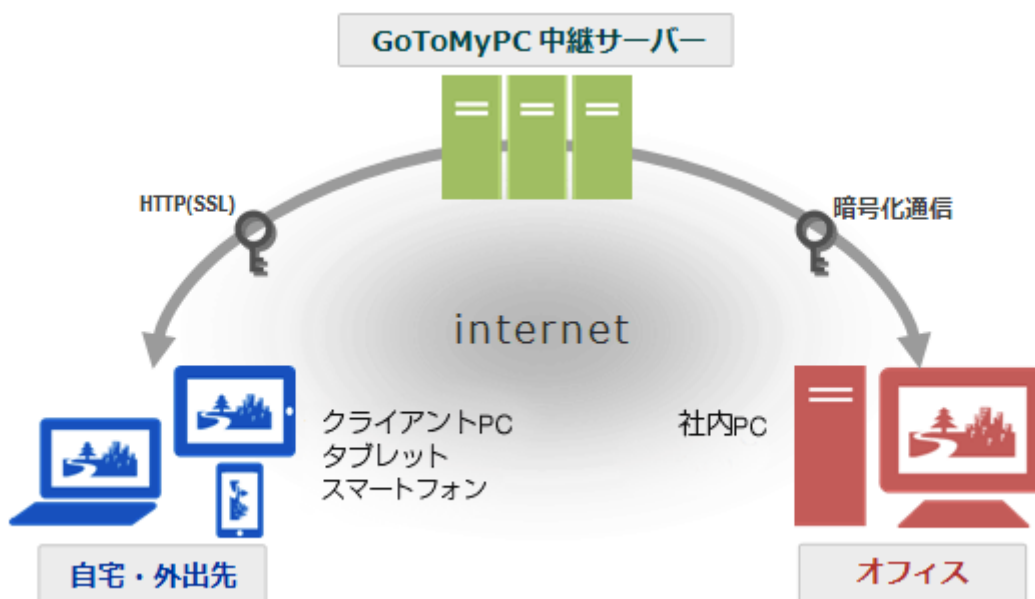 GoToMyPC 中継サーバー
HTTP(SSL)
暗号化通信
internet
クライアントPC
タブレット
スマートフォン
社内PC
自宅・外出先
オフィス